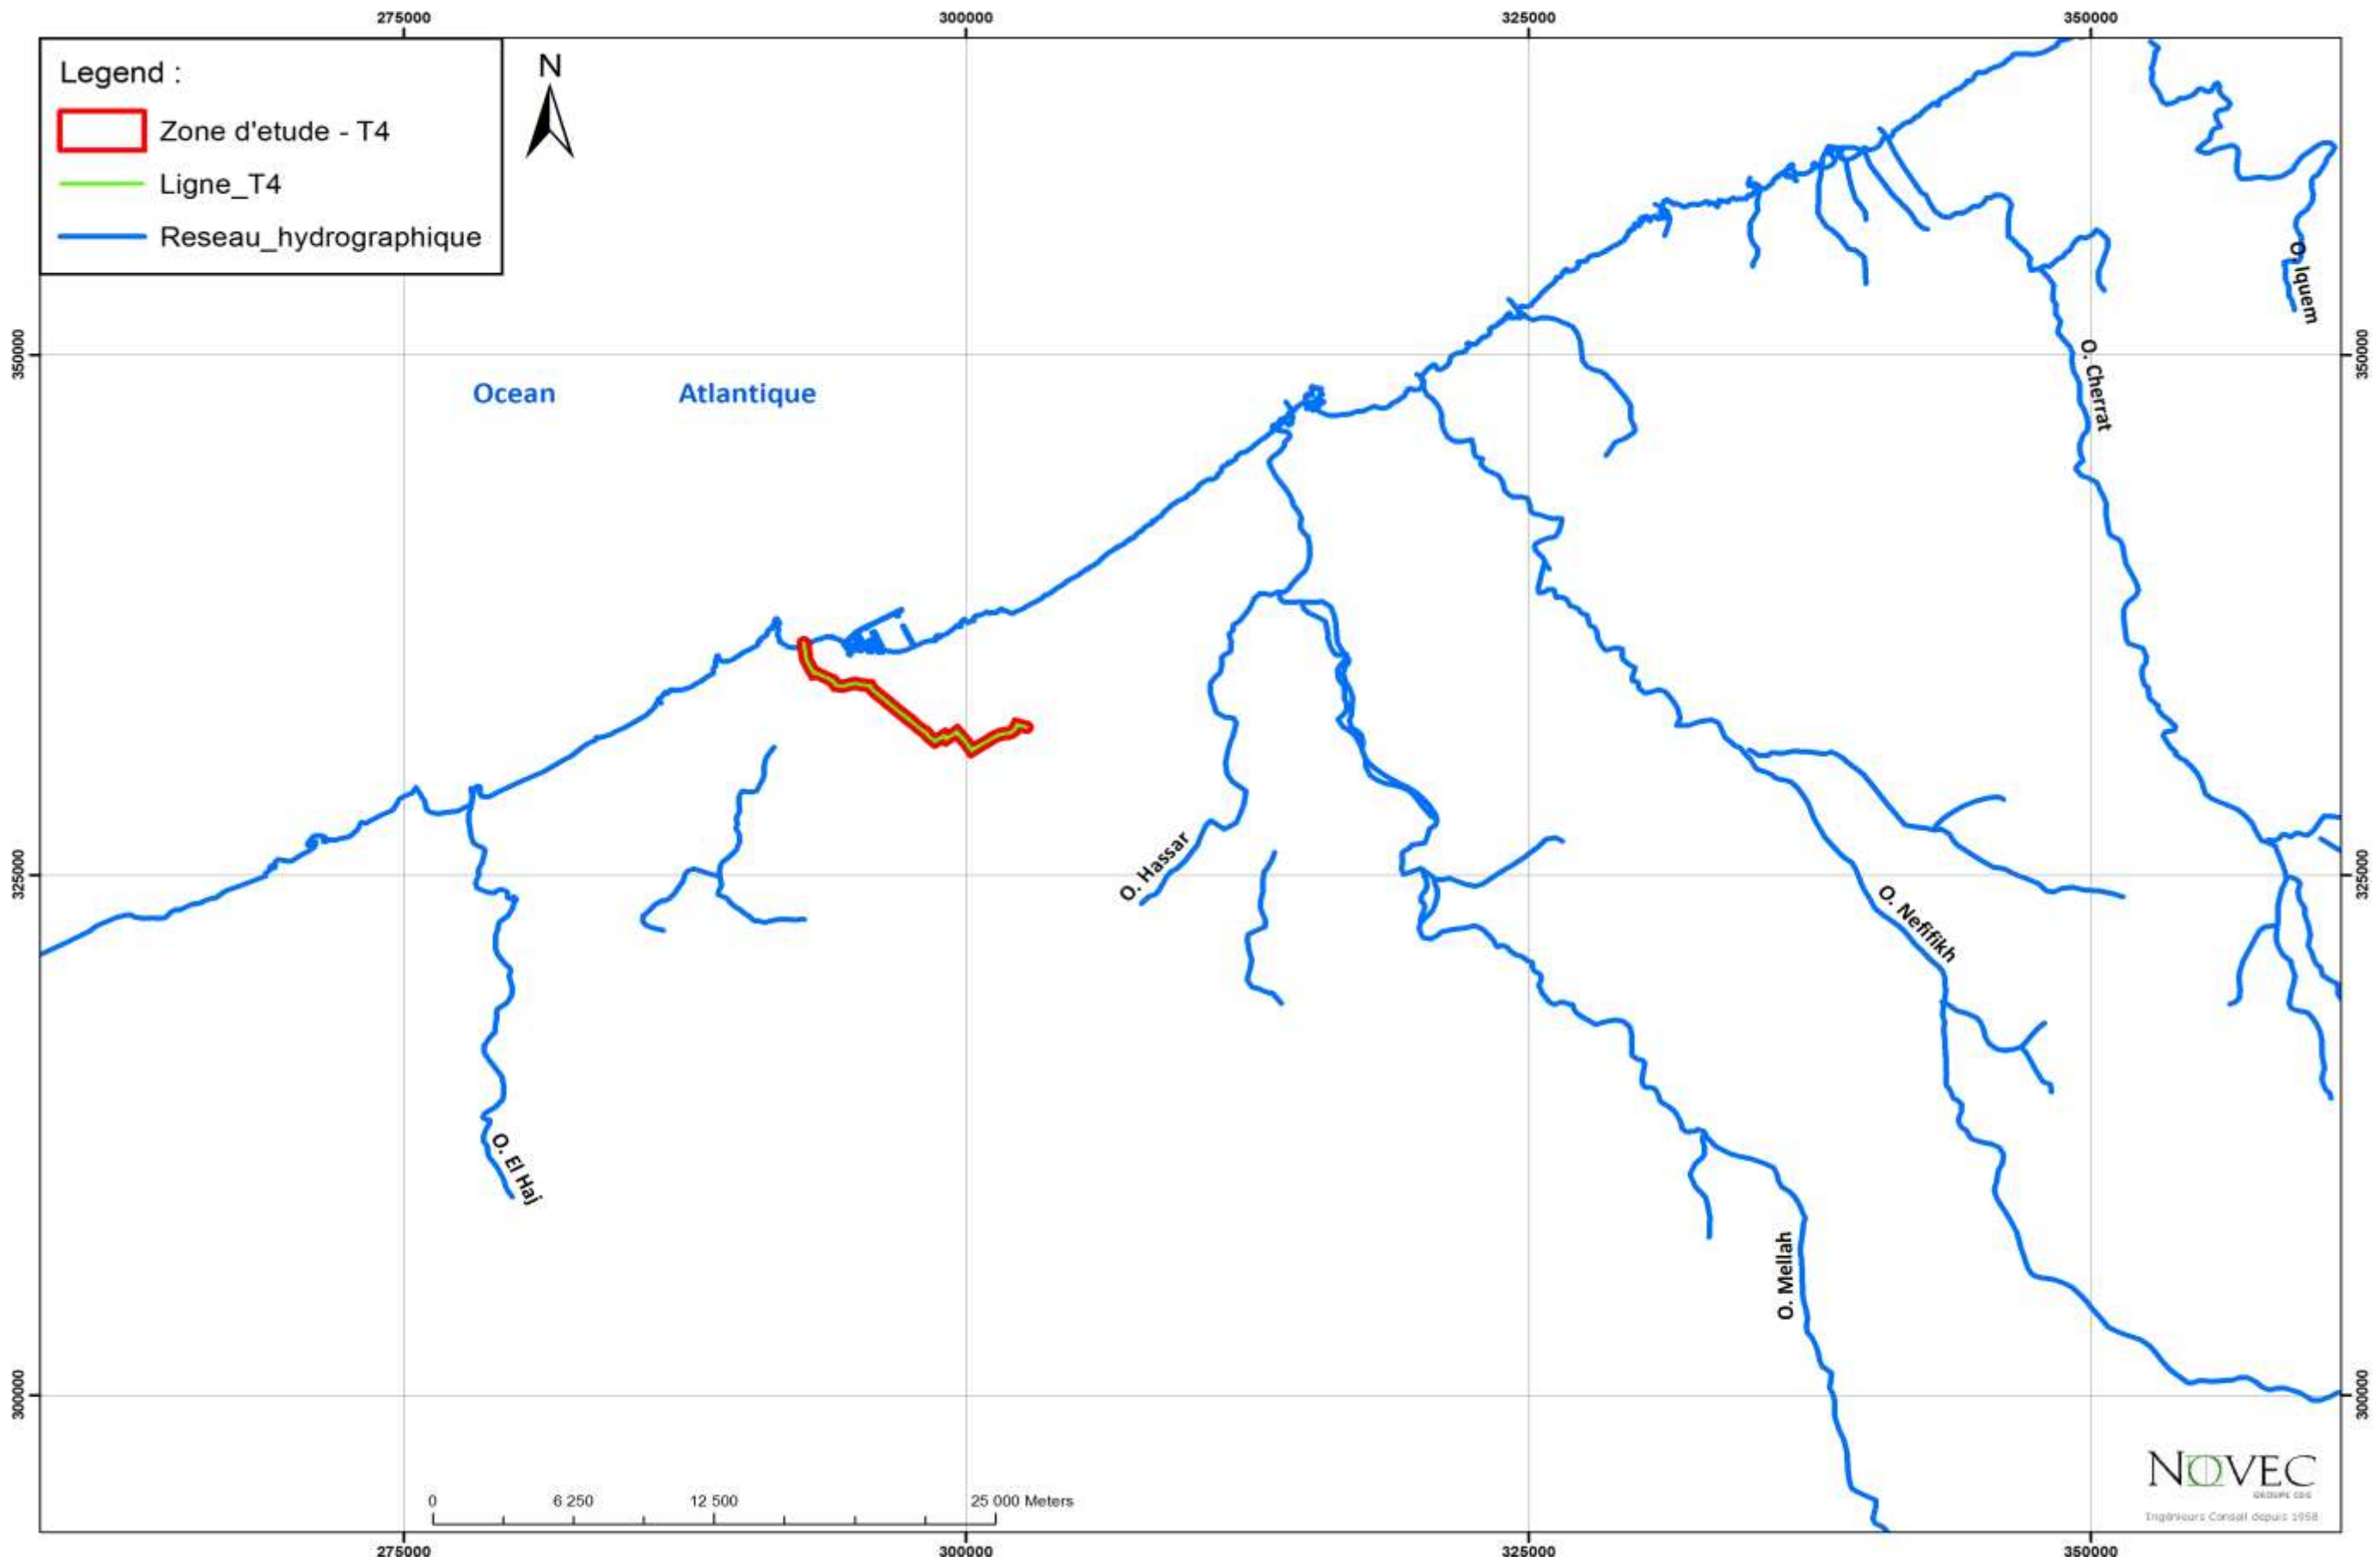 275000
300000
325000
350000
Legend :
Zone d'etude - T4
Ligne_T4
Reseau_hydrographique
N
O. Iquem
350000
350000
O. Cherrat
Ocean Atlantique
O. Hassar
325000
325000
O. Nefifikh
O. El Haj
O. Mellah
300000
300000
NOVEC
GROUPE CDG
Ingénieurs Conseil depuis 1958
0
6 250
12 500
25 000 Meters
275000
300000
325000
350000